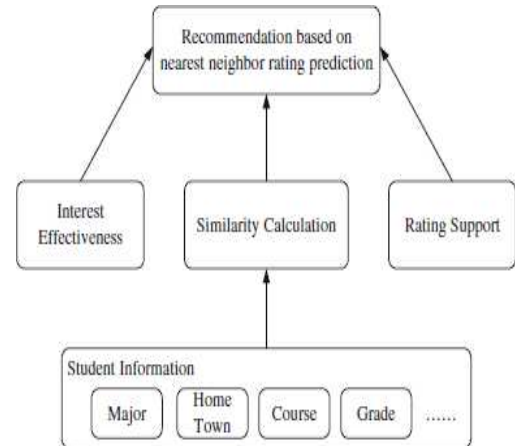 Recommendation based on
nearest neighbor rating prediction
Interest
Effectiveness
Similarity Calculation
Rating Support
Student Information
Major
Home
Town
Course
Grade
......